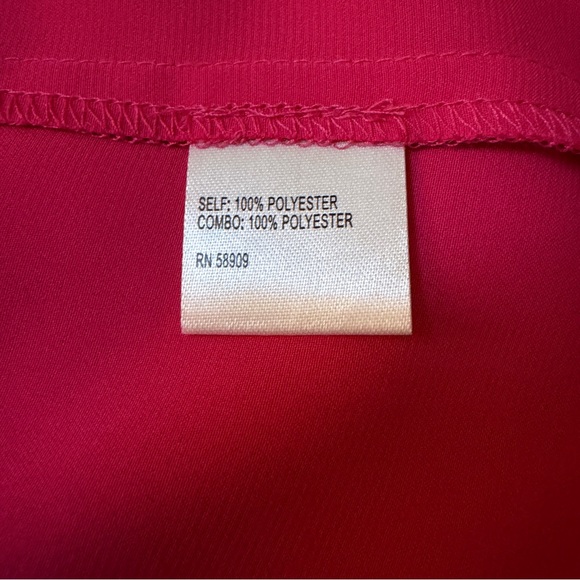 SELF: 100% POLYESTER
COMBO: 100% POLYESTER
RN 58909